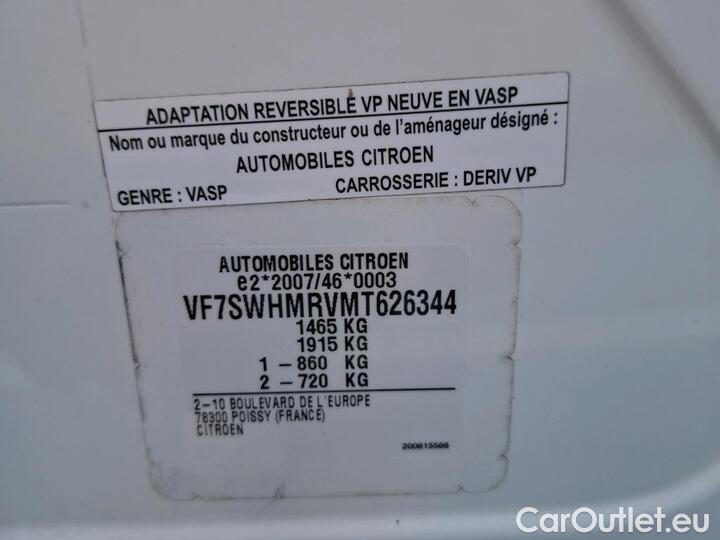 ADAPTATION REVERSIBLE VP NEUVE EN VASP
Nom ou marque du constructeur ou de l'aménageur désigné :
AUTOMOBILES CITROEN
GENRE : VASP CARROSSERIE : DERIV VP
AUTOMOBILES CITROEN
e2*2007/46*0003
VF7SWHMRVMT626344
1465 KG
1915 KG
1 – 860 KG
2 – 720 KG
2–10 BOULEVARD DE L'EUROPE
78300 POISSY (FRANCE)
CITROEN
200615566
CarOutlet.eu